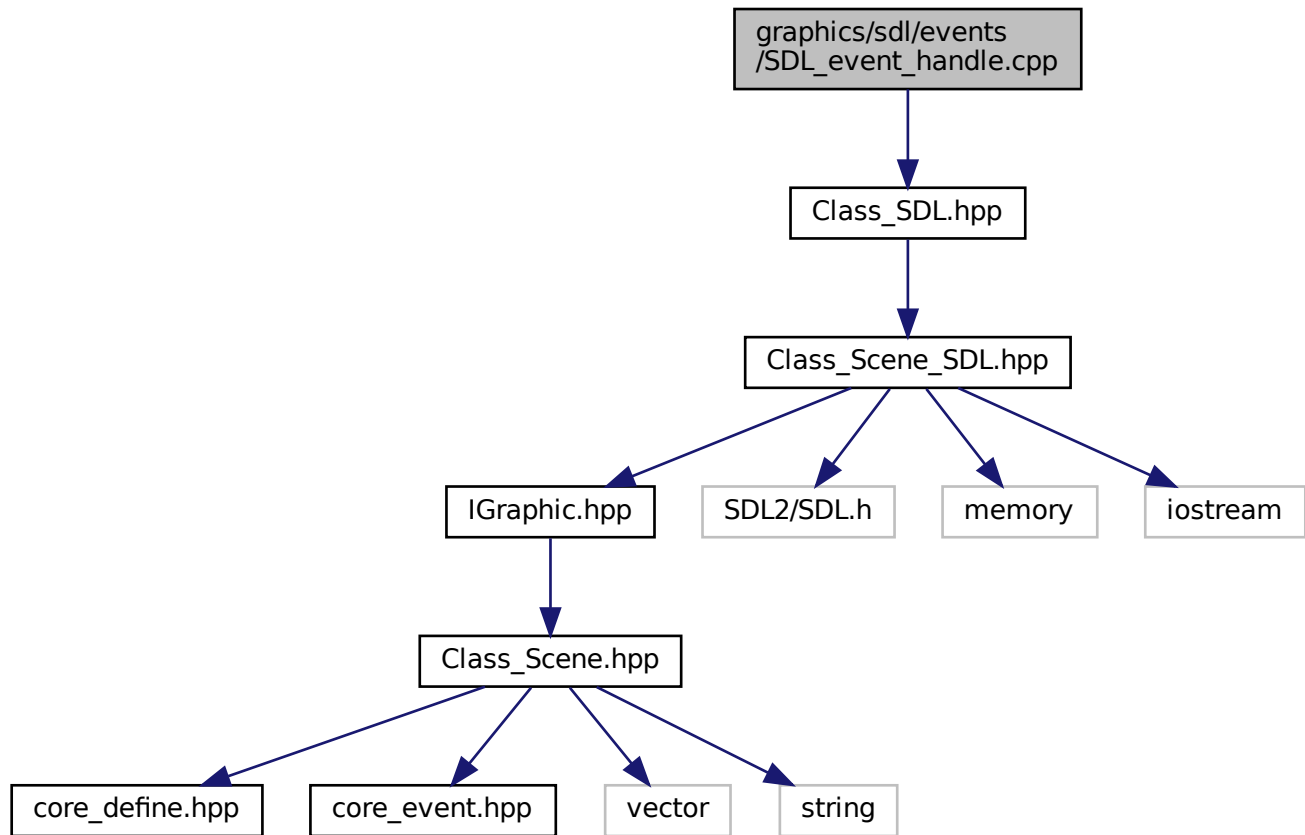 graphics/sdl/events
/SDL_event_handle.cpp
Class_SDL.hpp
Class_Scene_SDL.hpp
IGraphic.hpp
SDL2/SDL.h
memory
iostream
Class_Scene.hpp
core_define.hpp
core_event.hpp
vector
string